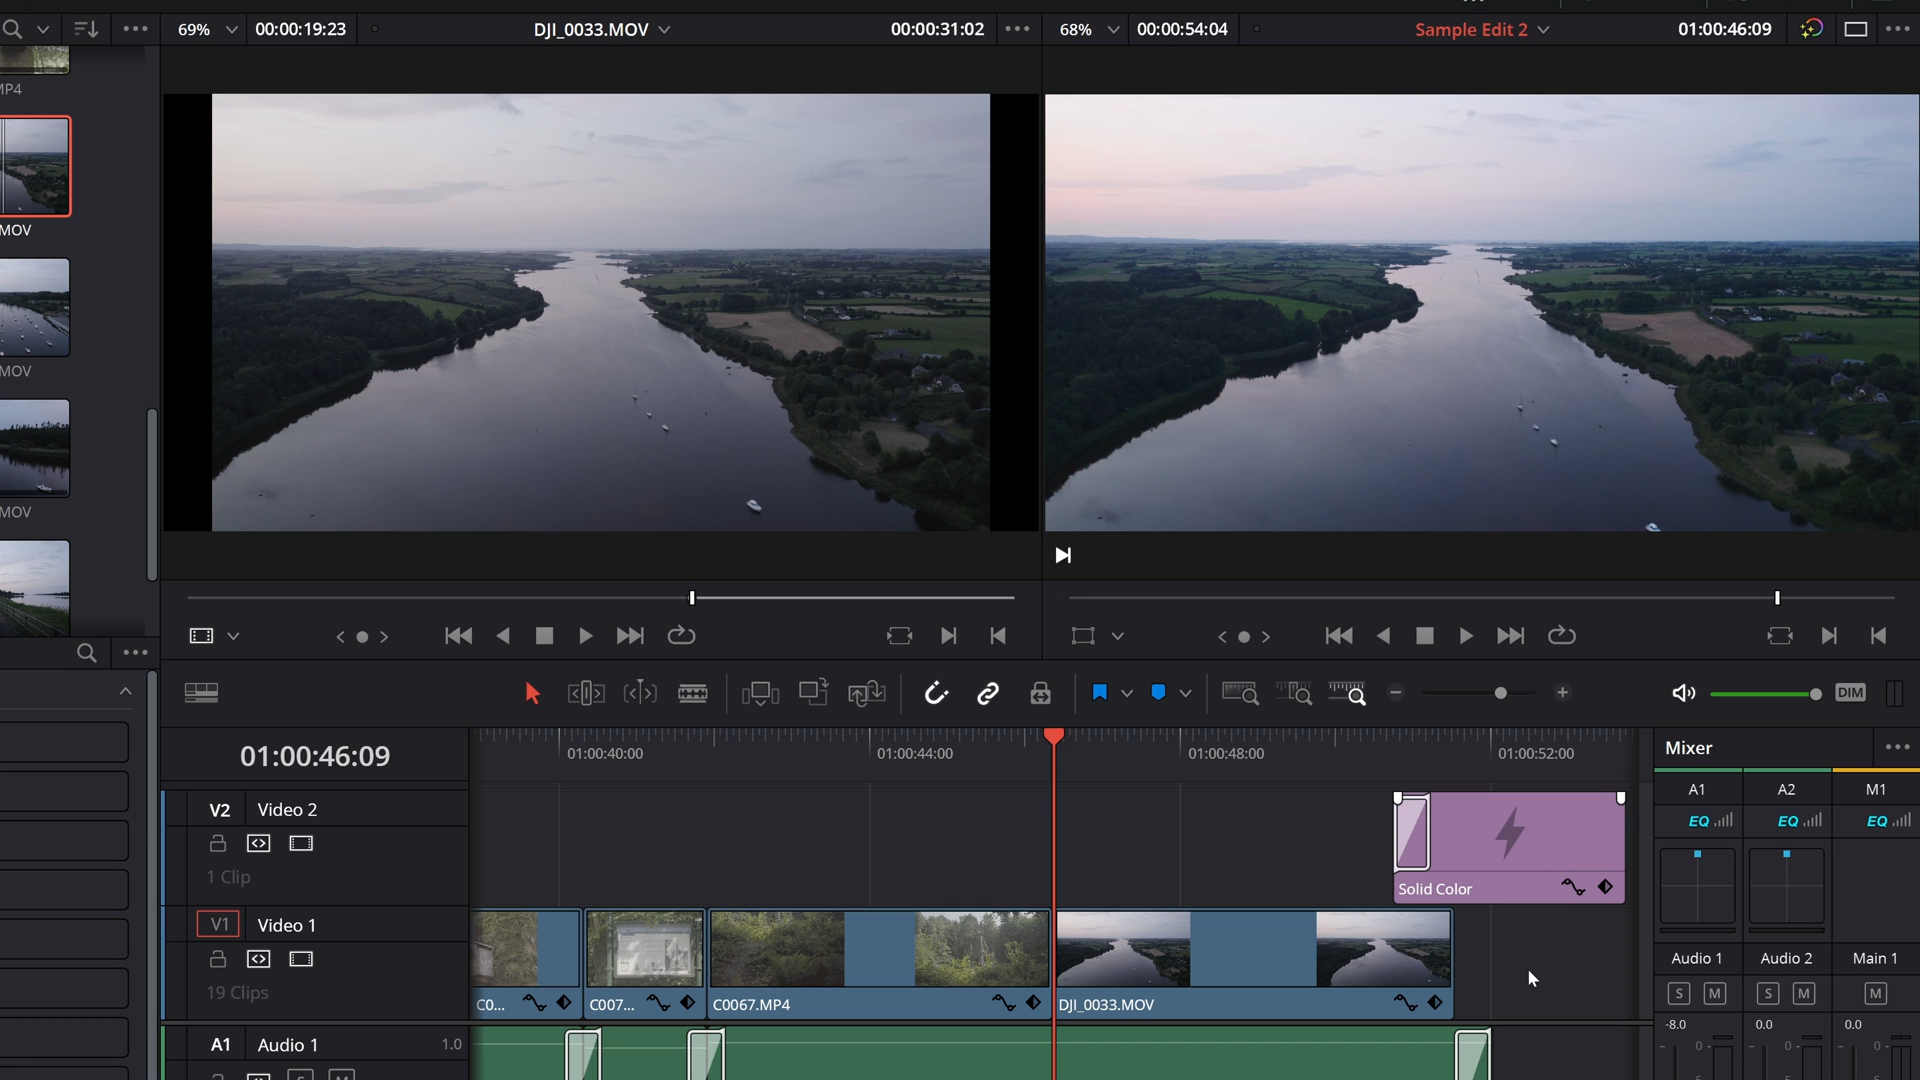 69%
00:00:19:23
DJI_0033.MOV
00:00:31:02
68%
00:00:54:04
Sample Edit 2
01:00:46:09
MP4
MOV
MOV
MOV
DIM
01:00:46:09
01:00:40:00
01:00:44:00
01:00:48:00
01:00:52:00
Mixer
V2 Video 2
1 Clip
Solid Color
A1 A2 M1
EQ EQ EQ
V1 Video 1
19 Clips
C0...
C007...
C0067.MP4
DJI_0033.MOV
Audio 1 Audio 2 Main 1
S M S M M
-8.0 0.0 0.0
0 0 0
A1 Audio 1 1.0
S M